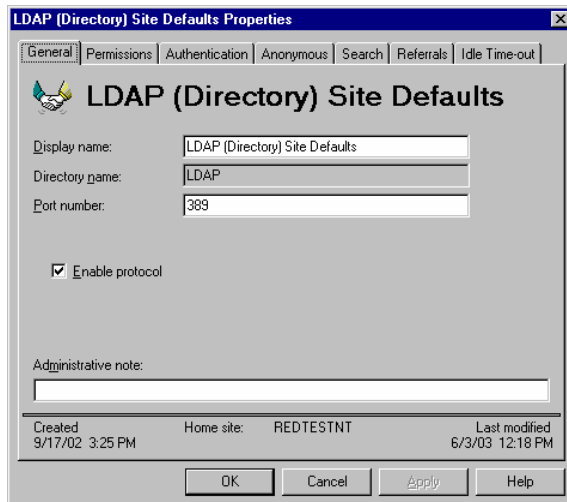 LDAP (Directory) Site Defaults Properties
General Permissions Authentication Anonymous Search Referrals Idle Time-out
LDAP (Directory) Site Defaults
Display name: LDAP (Directory) Site Defaults
Directory name: LDAP
Port number: 389
Enable protocol
Administrative note:
Created Home site: REDTESTNT Last modified
9/17/02 3:25 PM 6/3/03 12:18 PM
OK Cancel Apply Help